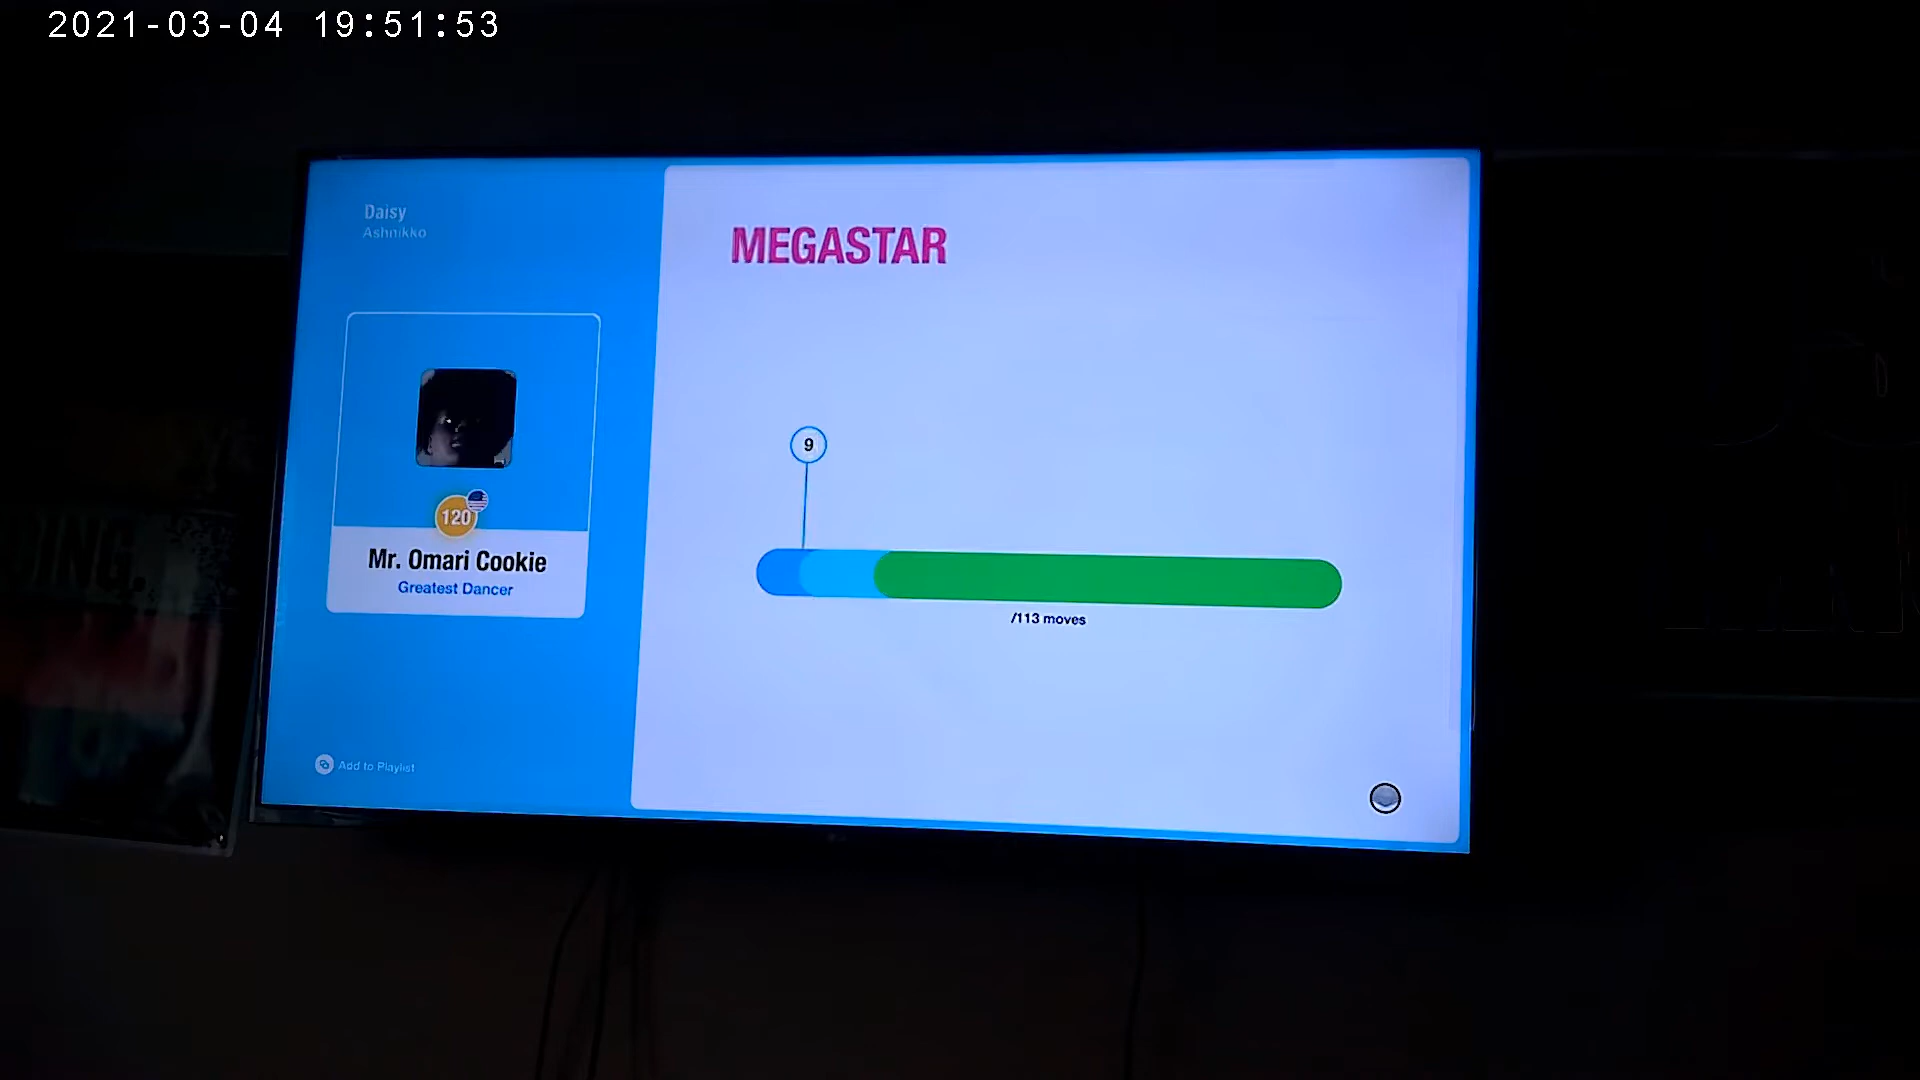 2021-03-04 19:51:53
Daisy
Ashnikko
MEGASTAR
9
120
Mr. Omari Cookie
Greatest Dancer
/113 moves
Add to Playlist
ING.